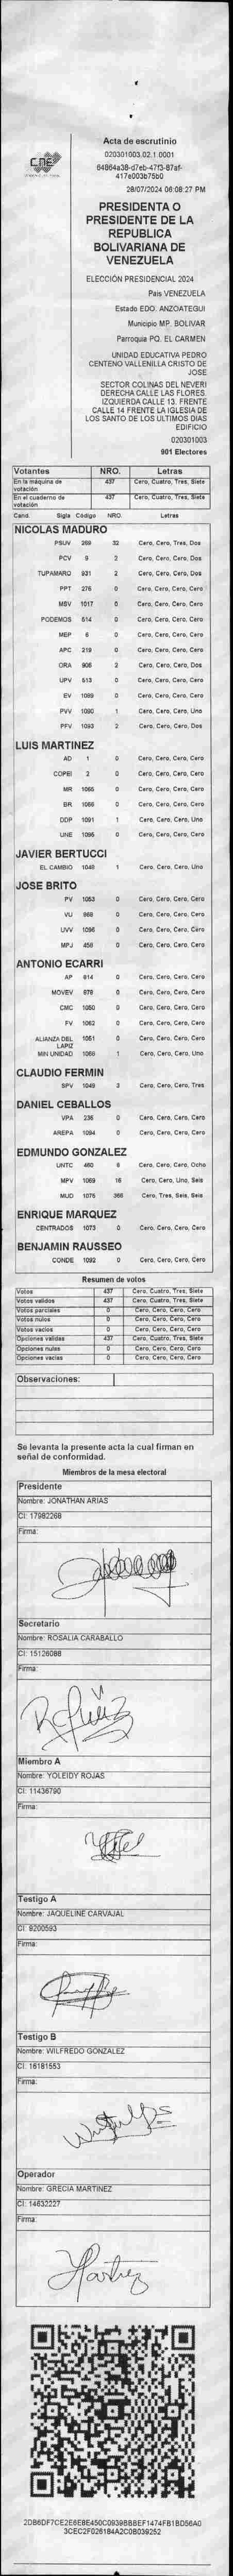 CNE
Acta de escrutinio
020301003.02.1.0001
84864a38-d7eb-47f3-87af-
417e003b75b0
28/07/2024 06:08:27 PM
PRESIDENTA O
PRESIDENTE DE LA
REPUBLICA
BOLIVARIANA DE
VENEZUELA
ELECCIÓN PRESIDENCIAL 2024
Pais VENEZUELA
Estado EDO. ANZOATEGUI
Municipio MP. BOLIVAR
Parroquia PQ. EL CARMEN
UNIDAD EDUCATIVA PEDRO
CENTENO VALLENILLA CRISTO DE
JOSE
SECTOR COLINAS DEL NEVERI
DERECHA CALLE LAS FLORES.
IZQUIERDA CALLE 13. FRENTE
CALLE 14 FRENTE LA IGLESIA DE
LOS SANTO DE LOS ULTIMOS DIAS
EDIFICIO
020301003
901 Electores
Votantes NRO. Letras
En la máquina de votación 437 Cero, Cuatro, Tres, Siete
En el cuaderno de votación 437 Cero, Cuatro, Tres, Siete
Cand. Sigla Código NRO. Letras
NICOLAS MADURO
PSUV 269 32 Cero, Cero, Tres, Dos
PCV 9 2 Cero, Cero, Cero, Dos
TUPAMARO 931 2 Cero, Cero, Cero, Dos
PPT 276 0 Cero, Cero, Cero, Cero
MSV 1017 0 Cero, Cero, Cero, Cero
PODEMOS 514 0 Cero, Cero, Cero, Cero
MEP 6 0 Cero, Cero, Cero, Cero
APC 219 0 Cero, Cero, Cero, Cero
ORA 906 2 Cero, Cero, Cero, Dos
UPV 513 0 Cero, Cero, Cero, Cero
EV 1089 0 Cero, Cero, Cero, Cero
PVV 1090 1 Cero, Cero, Cero, Uno
PFV 1093 2 Cero, Cero, Cero, Dos
LUIS MARTINEZ
AD 1 0 Cero, Cero, Cero, Cero
COPEI 2 0 Cero, Cero, Cero, Cero
MR 1065 0 Cero, Cero, Cero, Cero
BR 1066 0 Cero, Cero, Cero, Cero
DDP 1091 1 Cero, Cero, Cero, Uno
UNE 1095 0 Cero, Cero, Cero, Cero
JAVIER BERTUCCI
EL CAMBIO 1048 1 Cero, Cero, Cero, Uno
JOSE BRITO
PV 1053 0 Cero, Cero, Cero, Cero
VU 868 0 Cero, Cero, Cero, Cero
UVV 1056 0 Cero, Cero, Cero, Cero
MPJ 458 0 Cero, Cero, Cero, Cero
ANTONIO ECARRI
AP 814 0 Cero, Cero, Cero, Cero
MOVEV 978 0 Cero, Cero, Cero, Cero
CMC 1050 0 Cero, Cero, Cero, Cero
FV 1062 0 Cero, Cero, Cero, Cero
ALIANZA DEL LAPIZ 1051 0 Cero, Cero, Cero, Cero
MIN UNIDAD 1068 1 Cero, Cero, Cero, Uno
CLAUDIO FERMIN
SPV 1049 3 Cero, Cero, Cero, Tres
DANIEL CEBALLOS
VPA 236 0 Cero, Cero, Cero, Cero
AREPA 1094 0 Cero, Cero, Cero, Cero
EDMUNDO GONZALEZ
UNTC 460 8 Cero, Cero, Cero, Ocho
MPV 1069 16 Cero, Cero, Uno, Seis
MUD 1075 366 Cero, Tres, Seis, Seis
ENRIQUE MARQUEZ
CENTRADOS 1073 0 Cero, Cero, Cero, Cero
BENJAMIN RAUSSEO
CONDE 1092 0 Cero, Cero, Cero, Cero
Resumen de votos
Votos 437 Cero, Cuatro, Tres, Siete
Votos válidos 437 Cero, Cuatro, Tres, Siete
Votos parciales 0 Cero, Cero, Cero, Cero
Votos nulos 0 Cero, Cero, Cero, Cero
Votos vacíos 0 Cero, Cero, Cero, Cero
Opciones válidas 437 Cero, Cuatro, Tres, Siete
Opciones nulas 0 Cero, Cero, Cero, Cero
Opciones vacías 0 Cero, Cero, Cero, Cero
Observaciones:
Se levanta la presente acta la cual firman en
señal de conformidad.
Miembros de la mesa electoral
Presidente
Nombre: JONATHAN ARIAS
CI: 17982268
Firma:
Secretario
Nombre: ROSALIA CARABALLO
CI: 15126088
Firma:
Miembro A
Nombre: YOLEIDY ROJAS
CI: 11436790
Firma:
Testigo A
Nombre: JAQUELINE CARVAJAL
CI: 8200593
Firma:
Testigo B
Nombre: WILFREDO GONZALEZ
CI: 16181553
Firma:
Operador
Nombre: GRECIA MARTINEZ
CI: 14632227
Firma:
2DB6DF7CE2E6E8E450C0939BBBEF1474FB1BD56A0
3CEC2F026184A2C0B039252